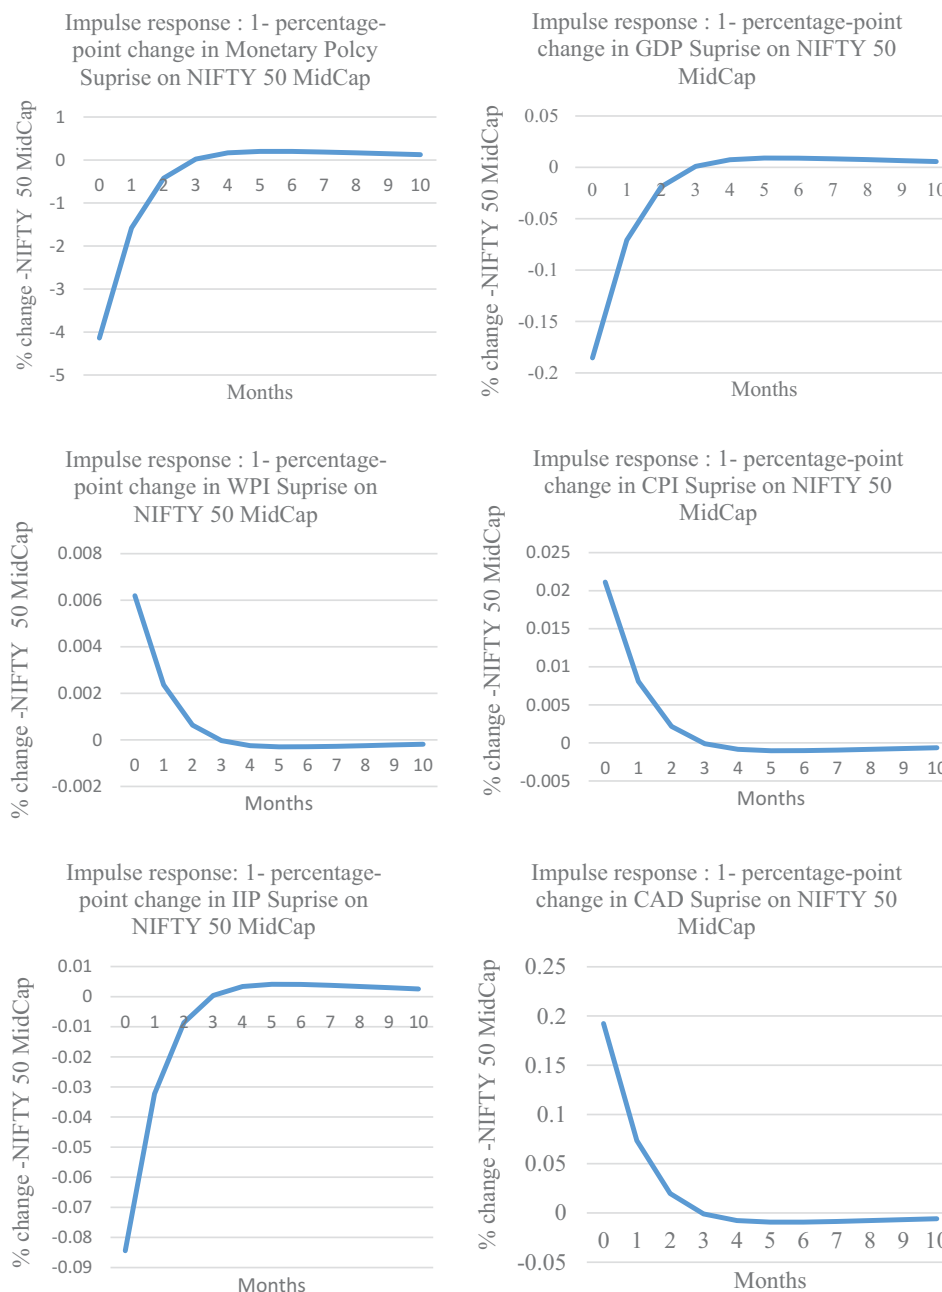 Impulse response : 1- percentage-
point change in Monetary Polcy
Suprise on NIFTY 50 MidCap
% change -NIFTY 50 MidCap
1
0
-1
-2
-3
-4
-5
0 1 2 3 4 5 6 7 8 9 10
Months
Impulse response : 1- percentage-point
change in GDP Suprise on NIFTY 50
MidCap
% change -NIFTY 50 MidCap
0.05
0
-0.05
-0.1
-0.15
-0.2
0 1 2 3 4 5 6 7 8 9 10
Months
Impulse response : 1- percentage-
point change in WPI Suprise on
NIFTY 50 MidCap
% change -NIFTY 50 MidCap
0.008
0.006
0.004
0.002
0
-0.002
0 1 2 3 4 5 6 7 8 9 10
Months
Impulse response : 1- percentage-point
change in CPI Suprise on NIFTY 50
MidCap
% change -NIFTY 50 MidCap
0.025
0.02
0.015
0.01
0.005
0
-0.005
0 1 2 3 4 5 6 7 8 9 10
Months
Impulse response: 1- percentage-
point change in IIP Suprise on
NIFTY 50 MidCap
% change -NIFTY 50 MidCap
0.01
0
-0.01
-0.02
-0.03
-0.04
-0.05
-0.06
-0.07
-0.08
-0.09
0 1 2 3 4 5 6 7 8 9 10
Months
Impulse response : 1- percentage-point
change in CAD Suprise on NIFTY 50
MidCap
% change -NIFTY 50 MidCap
0.25
0.2
0.15
0.1
0.05
0
-0.05
0 1 2 3 4 5 6 7 8 9 10
Months